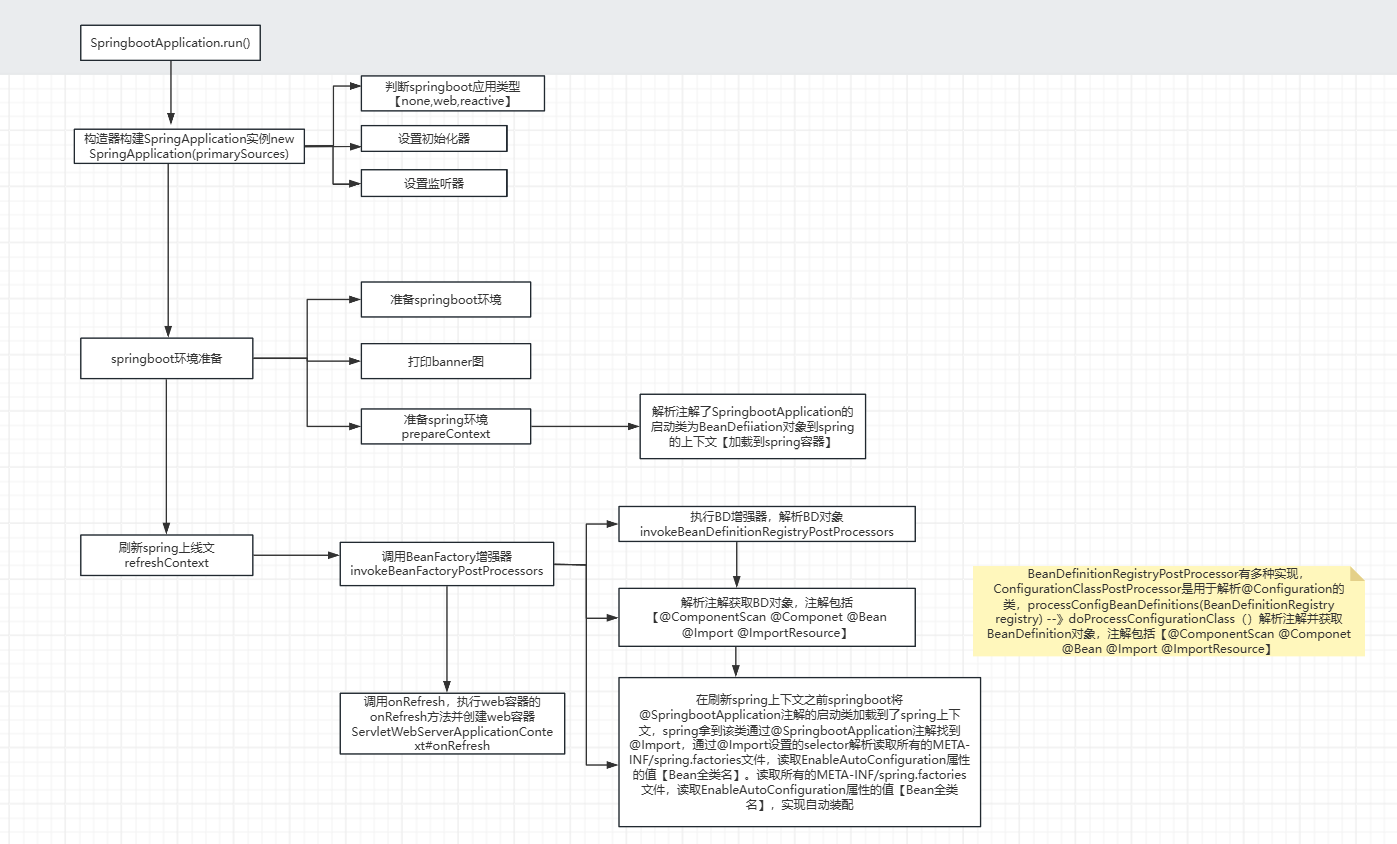 SpringbootApplication.run()
判断springboot应用类型
【none,web,reactive】
构造器构建SpringApplication实例new
SpringApplication(primarySources)
设置初始化器
设置监听器
准备springboot环境
springboot环境准备
打印banner图
准备spring环境
prepareContext
解析注解了SpringbootApplication的
启动类为BeanDefiiation对象到spring
的上下文【加载到spring容器】
刷新spring上线文
refreshContext
调用BeanFactory增强器
invokeBeanFactoryPostProcessors
执行BD增强器，解析BD对象
invokeBeanDefinitionRegistryPostProcessors
解析注解获取BD对象，注解包括
【@ComponentScan @Componet @Bean
@Import @ImportResource】
BeanDefinitionRegistryPostProcessor有多种实现，
ConfigurationClassPostProcessor是用于解析@Configuration的
类，processConfigBeanDefinitions(BeanDefinitionRegistry
registry) --》doProcessConfigurationClass（）解析注解并获取
BeanDefinition对象，注解包括【@ComponentScan @Componet
@Bean @Import @ImportResource】
调用onRefresh，执行web容器的
onRefresh方法并创建web容器
ServletWebServerApplicationConte
xt#onRefresh
在刷新spring上下文之前springboot将
@SpringbootApplication注解的启动类加载到了spring上下
文，spring拿到该类通过@SpringbootApplication注解找到
@Import，通过@Import设置的selector解析读取所有的META-
INF/spring.factories文件，读取EnableAutoConfiguration属性
的值【Bean全类名】。读取所有的META-INF/spring.factories
文件，读取EnableAutoConfiguration属性的值【Bean全类
名】，实现自动装配